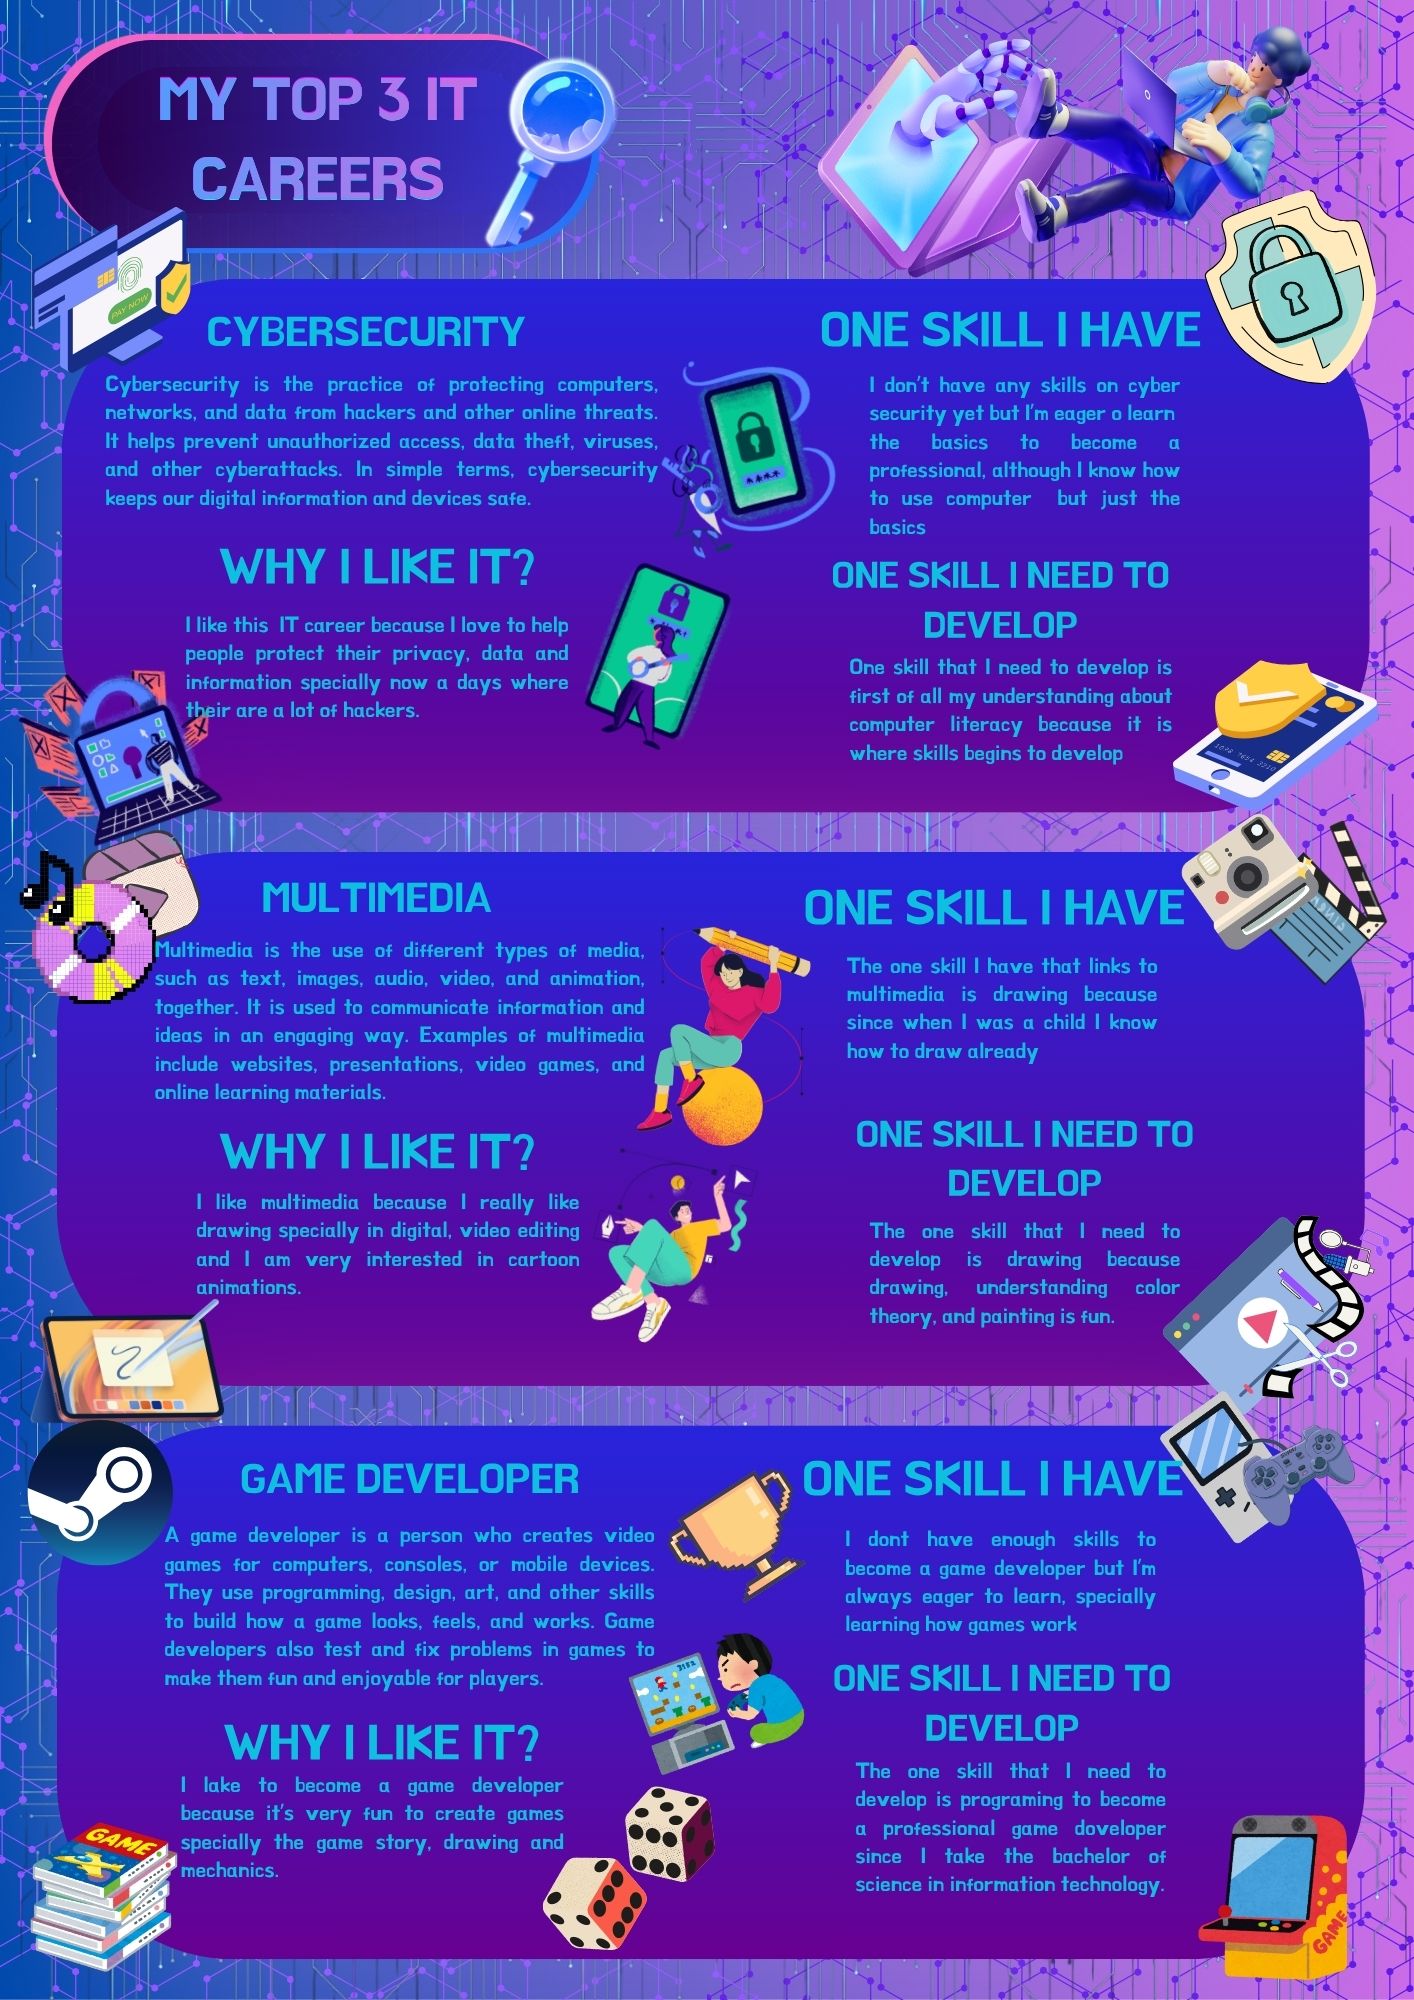 MY TOP 3 IT
CAREERS
PAY NOW
CYBERSECURITY
Cybersecurity is the practice of protecting computers,
networks, and data from hackers and other online threats.
It helps prevent unauthorized access, data theft, viruses,
and other cyberattacks. In simple terms, cybersecurity
keeps our digital information and devices safe.
WHY I LIKE IT?
I like this IT career because I love to help
people protect their privacy, data and
information specially now a days where
their are a lot of hackers.
ONE SKILL I HAVE
I don't have any skills on cyber
security yet but I'm eager o learn
the basics to become a
professional, although I know how
to use computer but just the
basics
ONE SKILL I NEED TO
DEVELOP
One skill that I need to develop is
first of all my understanding about
computer literacy because it is
where skills begins to develop
1078 7654 3210
MULTIMEDIA
Multimedia is the use of different types of media,
such as text, images, audio, video, and animation,
together. It is used to communicate information and
ideas in an engaging way. Examples of multimedia
include websites, presentations, video games, and
online learning materials.
WHY I LIKE IT?
I like multimedia because I really like
drawing specially in digital, video editing
and I am very interested in cartoon
animations.
ONE SKILL I HAVE
The one skill I have that links to
multimedia is drawing because
since when I was a child I know
how to draw already
ONE SKILL I NEED TO
DEVELOP
The one skill that I need to
develop is drawing because
drawing, understanding color
theory, and painting is fun.
GAME DEVELOPER
A game developer is a person who creates video
games for computers, consoles, or mobile devices.
They use programming, design, art, and other skills
to build how a game looks, feels, and works. Game
developers also test and fix problems in games to
make them fun and enjoyable for players.
WHY I LIKE IT?
I lake to become a game developer
because it's very fun to create games
specially the game story, drawing and
mechanics.
GAME
ONE SKILL I HAVE
I dont have enough skills to
become a game developer but I'm
always eager to learn, specially
learning how games work
ONE SKILL I NEED TO
DEVELOP
The one skill that I need to
develop is programing to become
a professional game doveloper
since I take the bachelor of
science in information technology.
GAME